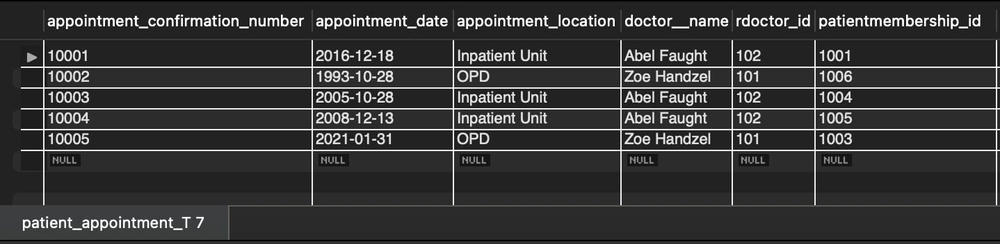 appointment_confirmation_number appointment_date appointment_location doctor__name rdoctor_id patientmembership_id
10001 2016-12-18 Inpatient Unit Abel Faught 102 1001
10002 1993-10-28 OPD Zoe Handzel 101 1006
10003 2005-10-28 Inpatient Unit Abel Faught 102 1004
10004 2008-12-13 Inpatient Unit Abel Faught 102 1005
10005 2021-01-31 OPD Zoe Handzel 101 1003
NULL NULL NULL NULL NULL NULL
patient_appointment_T 7